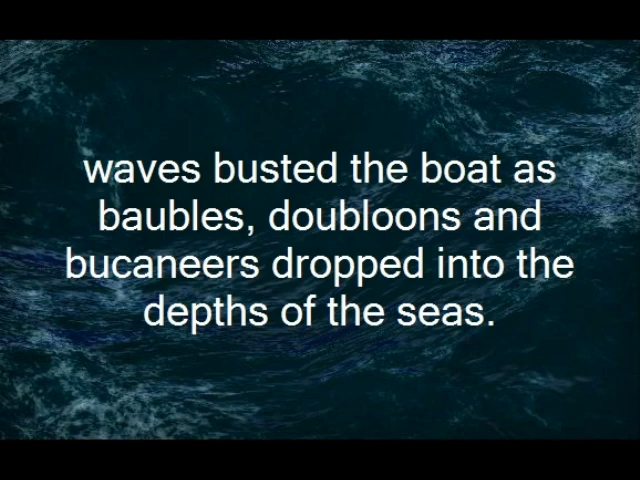 waves busted the boat as
baubles, doubloons and
bucaneers dropped into the
depths of the seas.